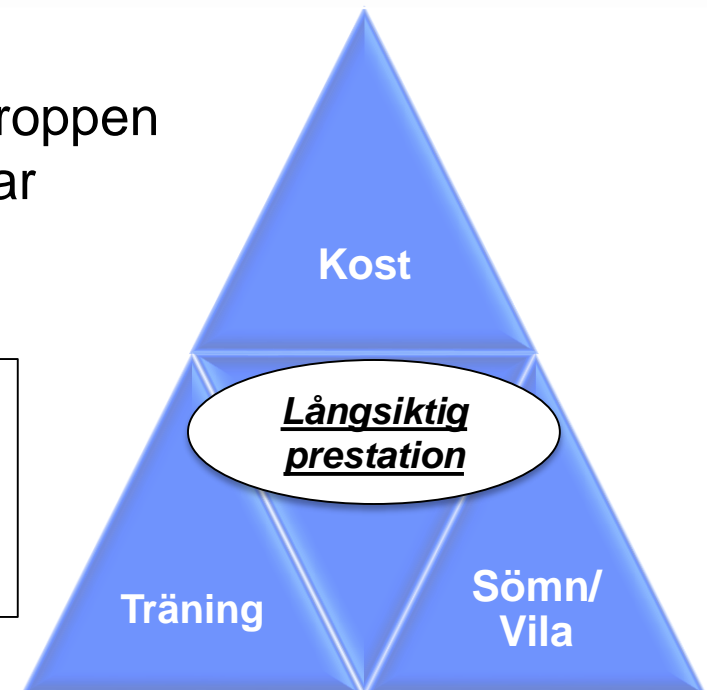 roppen
ar
Kost
Långsiktig
prestation
Träning
Sömn/
Vila